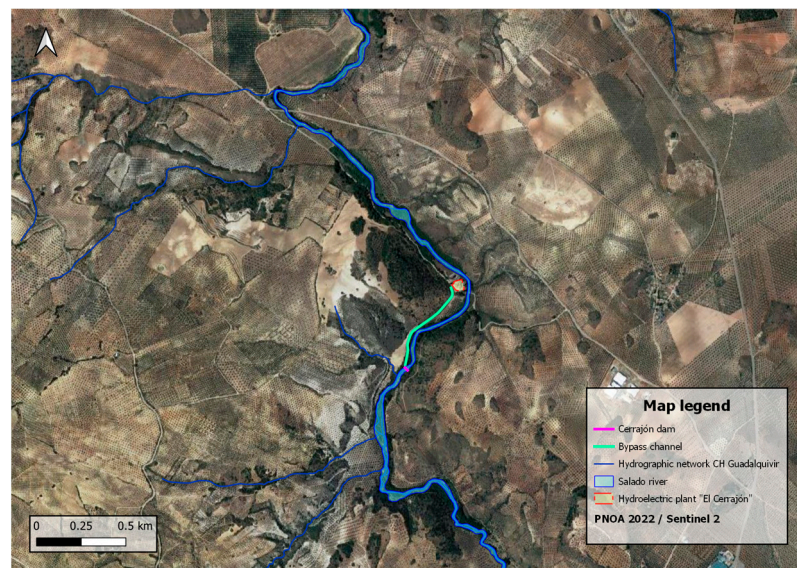 Map legend
Cerrajón dam
Bypass channel
Hydrographic network CH Guadalquivir
Salado river
Hydroelectric plant "El Cerrajón"
PNOA 2022 / Sentinel 2
0 0.25 0.5 km